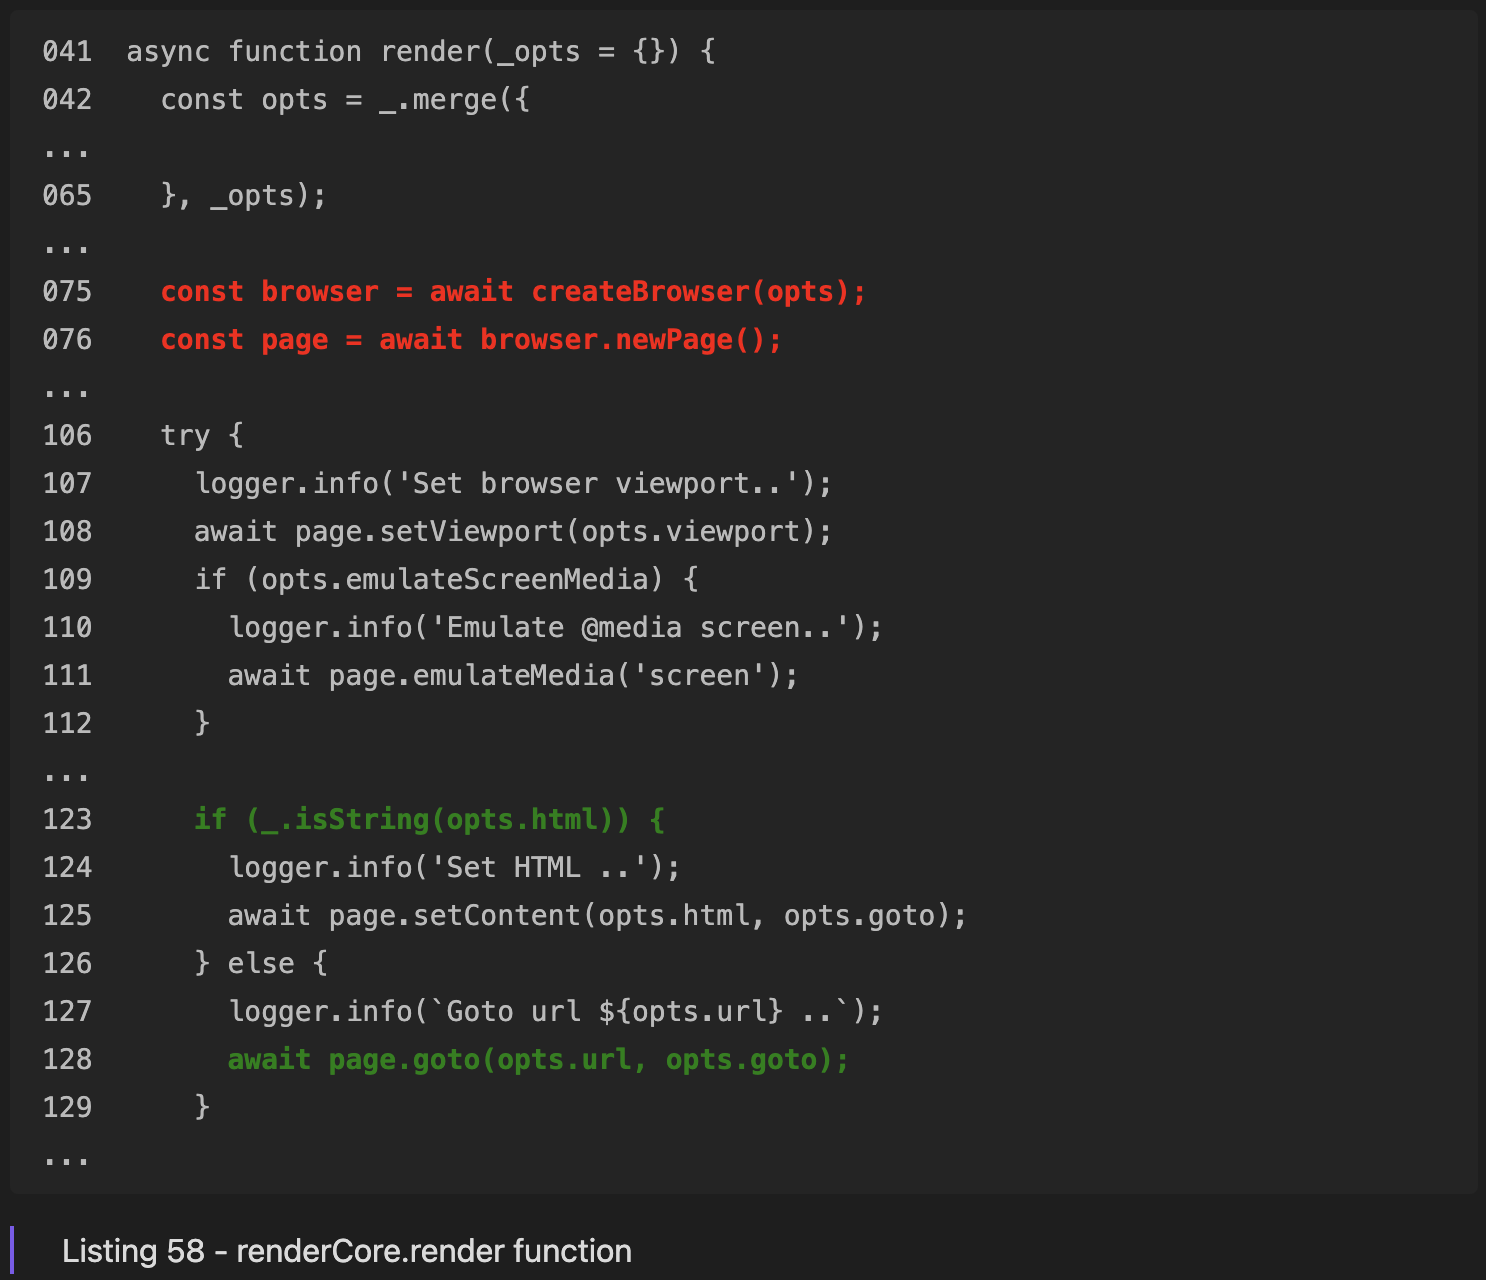 041  async function render(_opts = {}) {
042    const opts = _.merge({
...
065    }, _opts);
...
075    const browser = await createBrowser(opts);
076    const page = await browser.newPage();
...
106    try {
107      logger.info('Set browser viewport..');
108      await page.setViewport(opts.viewport);
109      if (opts.emulateScreenMedia) {
110        logger.info('Emulate @media screen..');
111        await page.emulateMedia('screen');
112      }
...
123      if (_.isString(opts.html)) {
124        logger.info('Set HTML ..');
125        await page.setContent(opts.html, opts.goto);
126      } else {
127        logger.info(`Goto url ${opts.url} ..`);
128        await page.goto(opts.url, opts.goto);
129      }
...
Listing 58 - renderCore.render function